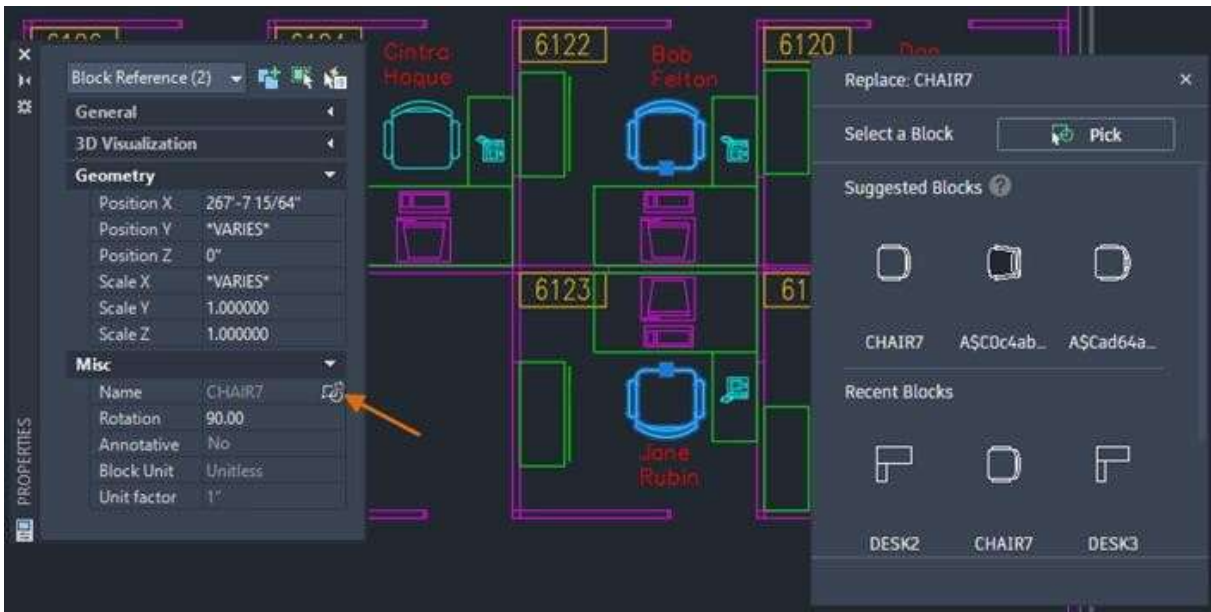 Block Reference (2)
General
3D Visualization
Geometry
Position X 267'-7 15/64"
Position Y *VARIES*
Position Z 0"
Scale X *VARIES*
Scale Y 1.000000
Scale Z 1.000000
Misc
Name CHAIR7
Rotation 90.00
Annotative No
Block Unit Unitless
Unit factor 1"
PROPERTIES
Cintra
Hoque
6122
Bob
Felton
6120
6123
61
Jane
Rubin
Replace: CHAIR7
Select a Block Pick
Suggested Blocks
CHAIR7 A$C0c4ab... A$Cad64a...
Recent Blocks
DESK2 CHAIR7 DESK3